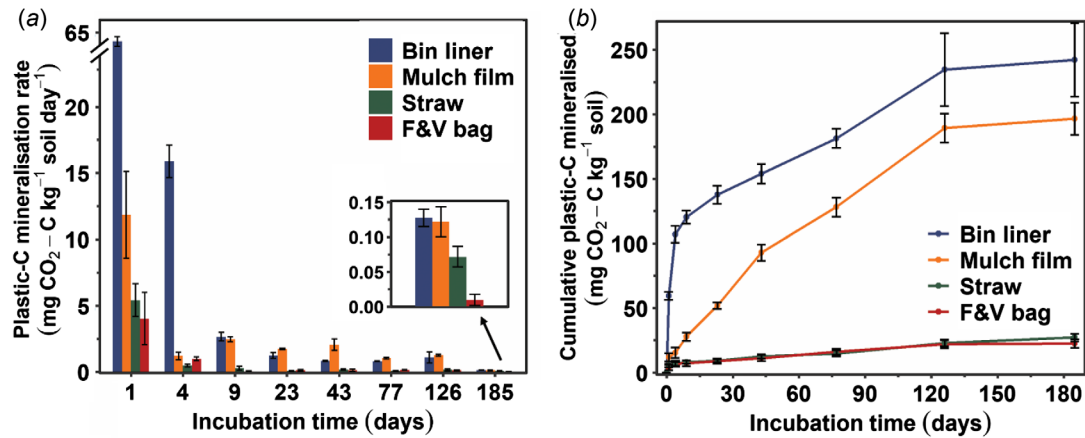 (a)
Plastic-C mineralisation rate
(mg CO₂ – C kg⁻¹ soil day⁻¹)
65
20
15
10
5
0
Bin liner
Mulch film
Straw
F&V bag
0.15
0.10
0.05
0.00
1 4 9 23 43 77 126 185
Incubation time (days)
(b)
Cumulative plastic-C mineralised
(mg CO₂ – C kg⁻¹ soil)
250
200
150
100
50
0
Bin liner
Mulch film
Straw
F&V bag
0 30 60 90 120 150 180
Incubation time (days)